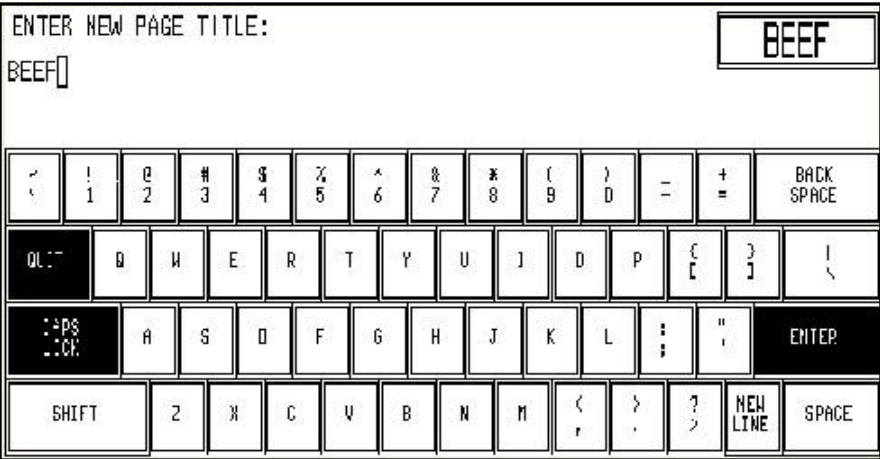 ENTER NEW PAGE TITLE:
BEEF
BEEF
~ ! @ # $ % ^ & * ( ) _ + BACK
` 1 2 3 4 5 6 7 8 9 0 - = SPACE
QUIT Q W E R T Y U I O P { } |
[ ] \
CAPS A S D F G H J K L : " ENTER
LOCK ; '
SHIFT Z X C V B N M < > ? NEW SPACE
, . / LINE